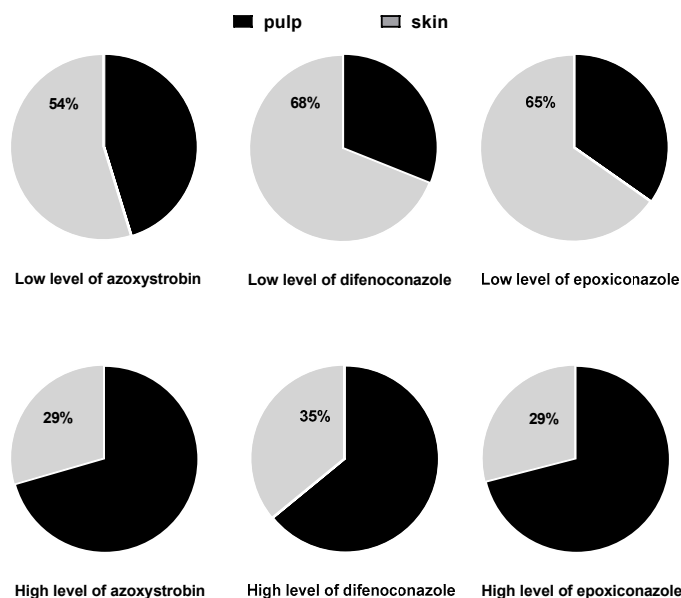 pulp skin
54% 68% 65%
Low level of azoxystrobin Low level of difenoconazole Low level of epoxiconazole
29% 35% 29%
High level of azoxystrobin High level of difenoconazole High level of epoxiconazole